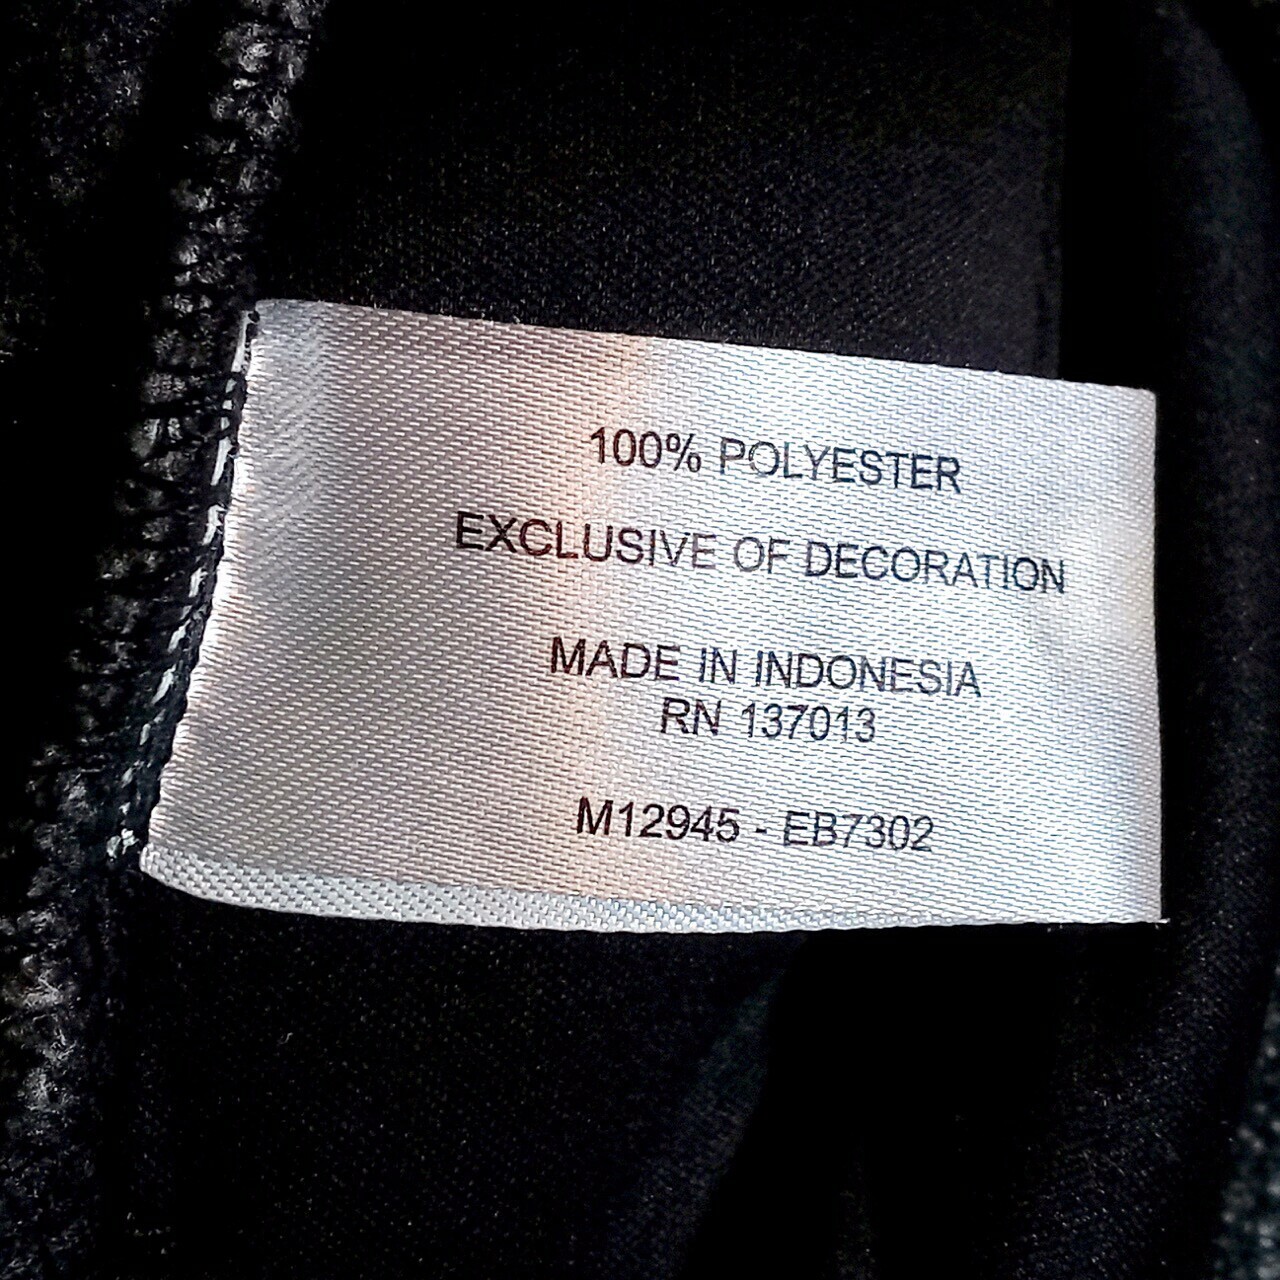 100% POLYESTER
EXCLUSIVE OF DECORATION
MADE IN INDONESIA
RN 137013
M12945 - EB7302